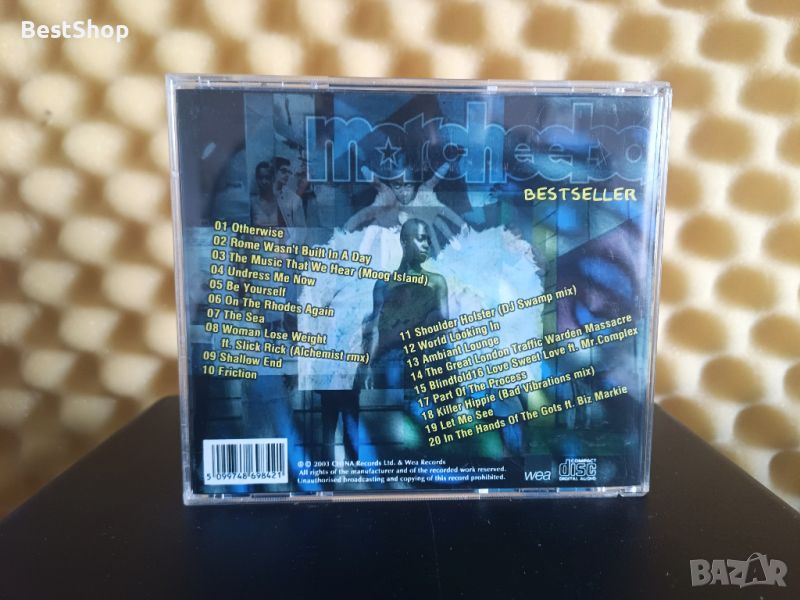 BestShop
morcheeba
BESTSELLER
01 Otherwise
02 Rome Wasn't Built In A Day
03 The Music That We Hear (Moog Island)
04 Undress Me Now
05 Be Yourself
06 On The Rhodes Again
07 The Sea
08 Woman Lose Weight
ft. Slick Rick (Alchemist rmx)
09 Shallow End
10 Friction
11 Shoulder Holster (DJ Swamp mix)
12 World Looking In
13 Ambiant Lounge
14 The Great London Traffic Warden Massacre
15 Blindfold16 Love Sweet Love ft. Mr.Complex
17 Part Of The Process
18 Killer Hippie (Bad Vibrations mix)
19 Let Me See
20 In The Hands Of The Gols ft. Biz Markie
5 099748 698421
℗ © 2003 CHINA Records Ltd. & Wea Records
All rights of the manufacturer and of the recorded work reserved.
Unauthorised broadcasting and copying of this record prohibited.
wea
COMPACT
disc
DIGITAL AUDIO
BAZAR